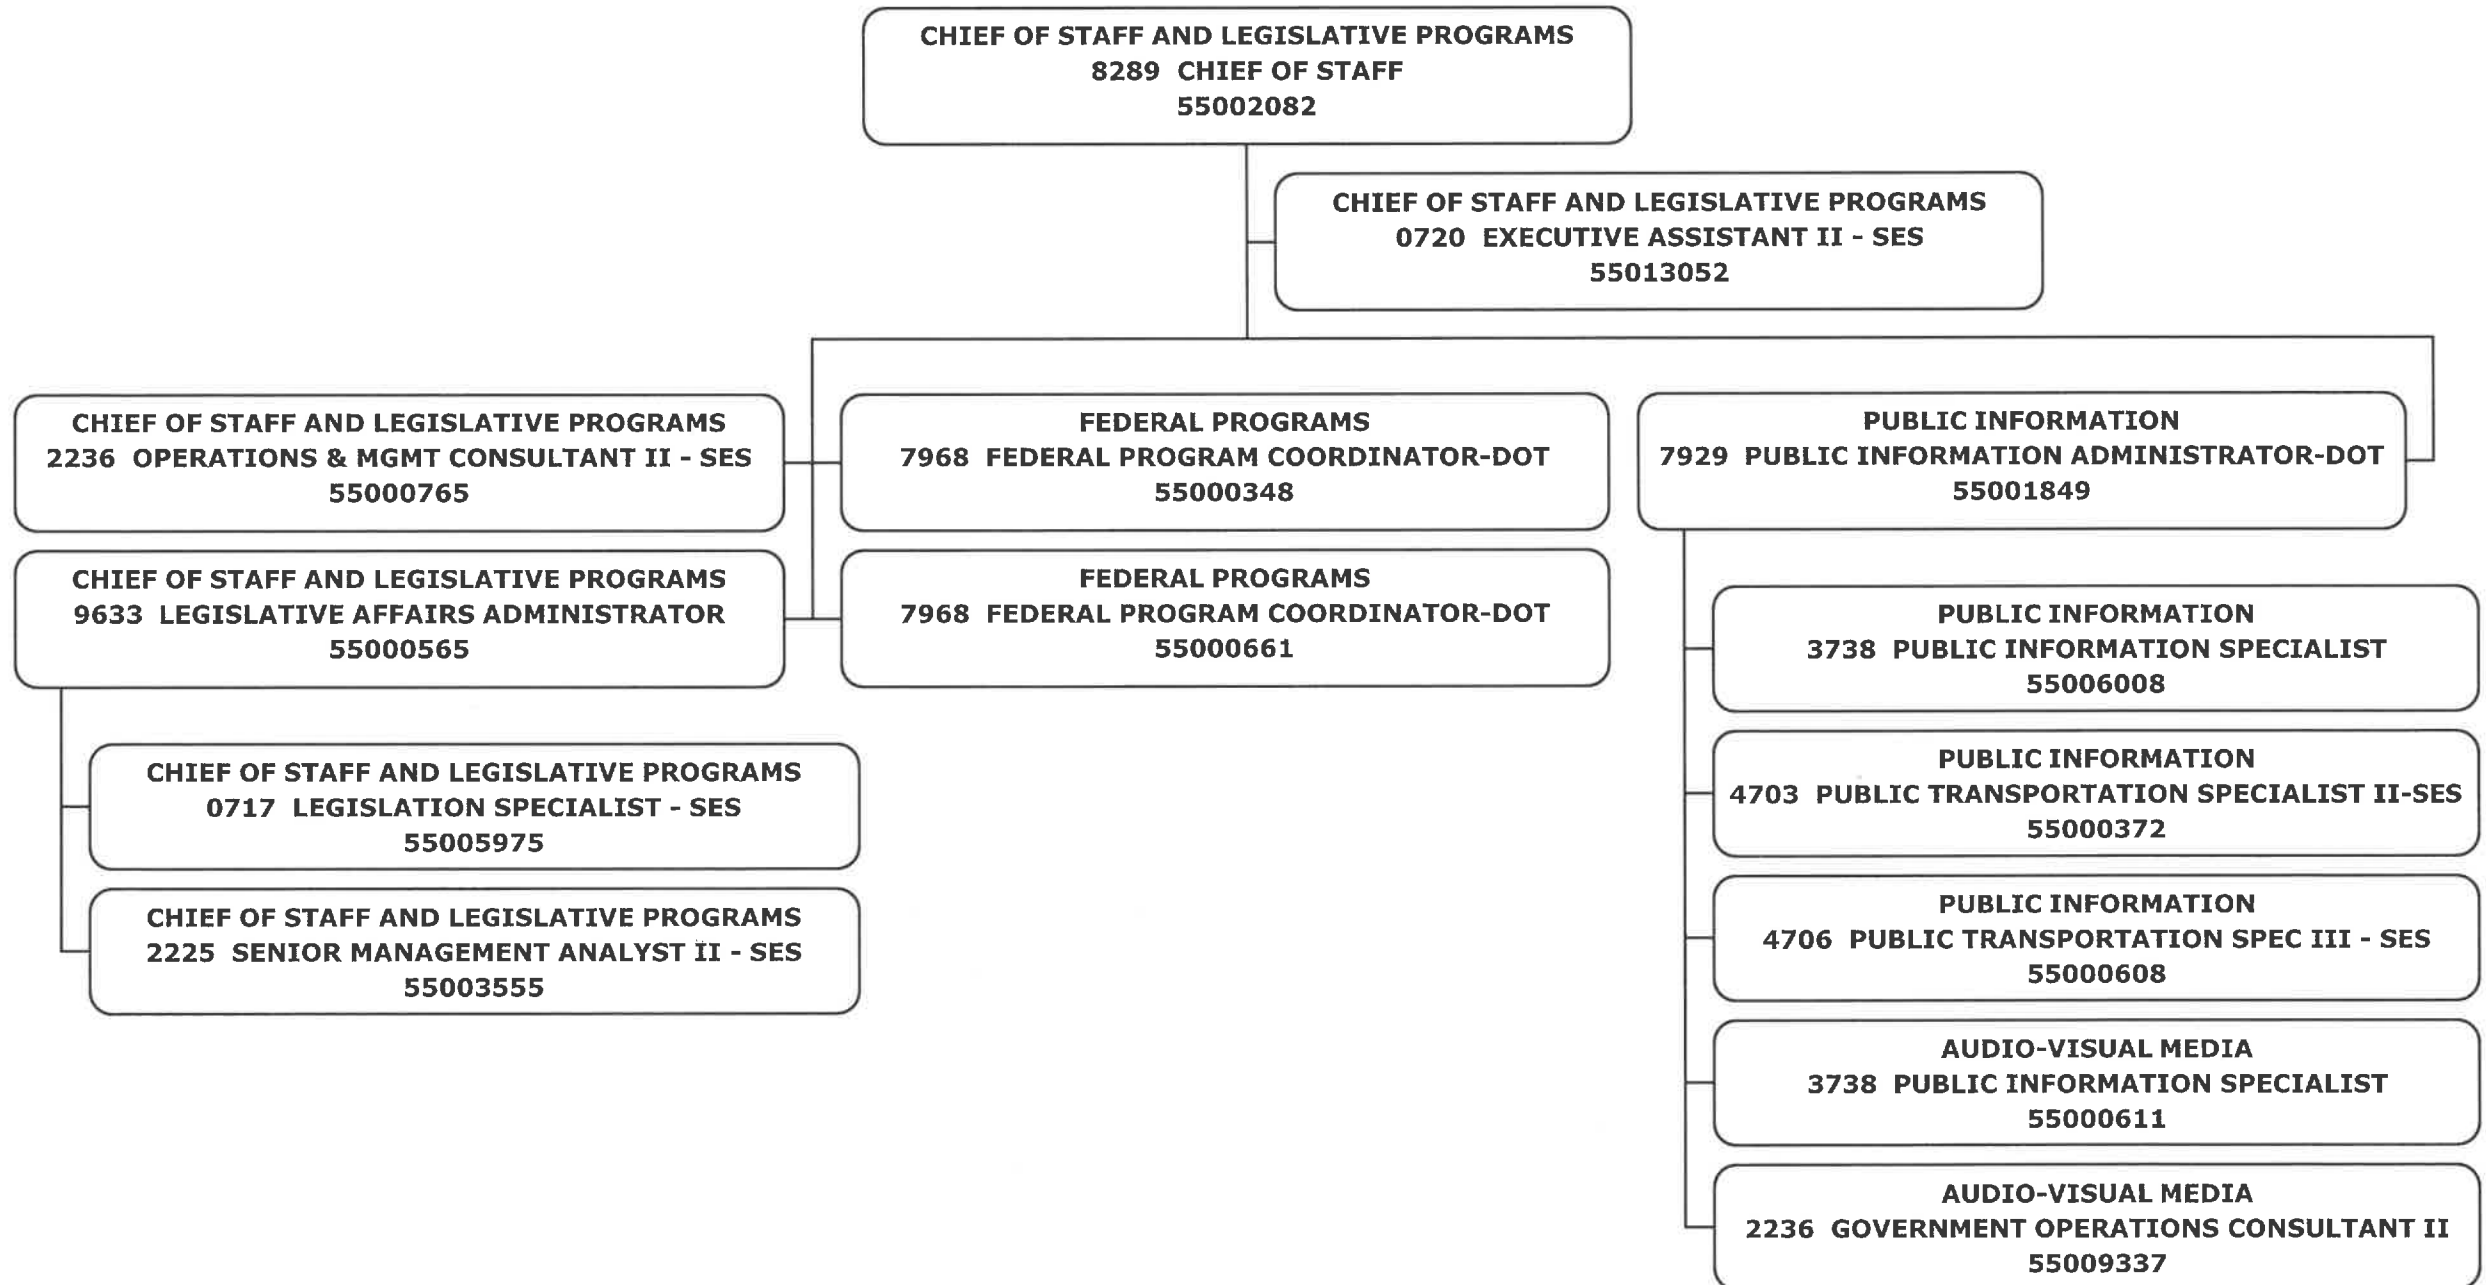 CHIEF OF STAFF AND LEGISLATIVE PROGRAMS
8289 CHIEF OF STAFF
55002082
CHIEF OF STAFF AND LEGISLATIVE PROGRAMS
0720 EXECUTIVE ASSISTANT II - SES
55013052
CHIEF OF STAFF AND LEGISLATIVE PROGRAMS
2236 OPERATIONS & MGMT CONSULTANT II - SES
55000765
FEDERAL PROGRAMS
7968 FEDERAL PROGRAM COORDINATOR-DOT
55000348
PUBLIC INFORMATION
7929 PUBLIC INFORMATION ADMINISTRATOR-DOT
55001849
CHIEF OF STAFF AND LEGISLATIVE PROGRAMS
9633 LEGISLATIVE AFFAIRS ADMINISTRATOR
55000565
FEDERAL PROGRAMS
7968 FEDERAL PROGRAM COORDINATOR-DOT
55000661
CHIEF OF STAFF AND LEGISLATIVE PROGRAMS
0717 LEGISLATION SPECIALIST - SES
55005975
CHIEF OF STAFF AND LEGISLATIVE PROGRAMS
2225 SENIOR MANAGEMENT ANALYST II - SES
55003555
PUBLIC INFORMATION
3738 PUBLIC INFORMATION SPECIALIST
55006008
PUBLIC INFORMATION
4703 PUBLIC TRANSPORTATION SPECIALIST II-SES
55000372
PUBLIC INFORMATION
4706 PUBLIC TRANSPORTATION SPEC III - SES
55000608
AUDIO-VISUAL MEDIA
3738 PUBLIC INFORMATION SPECIALIST
55000611
AUDIO-VISUAL MEDIA
2236 GOVERNMENT OPERATIONS CONSULTANT II
55009337